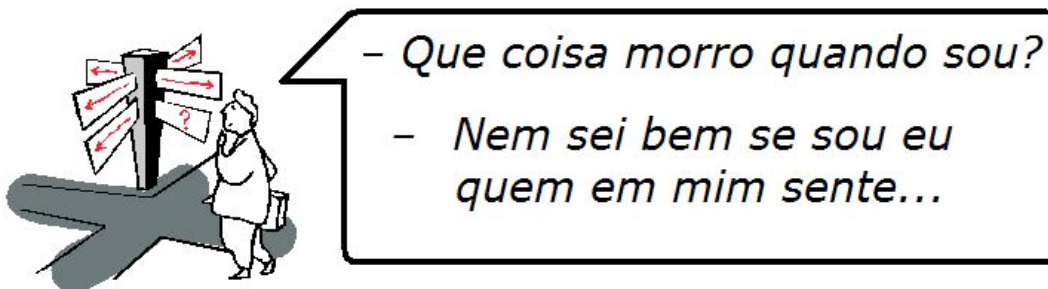 – Que coisa morro quando sou?
– Nem sei bem se sou eu
quem em mim sente...
?